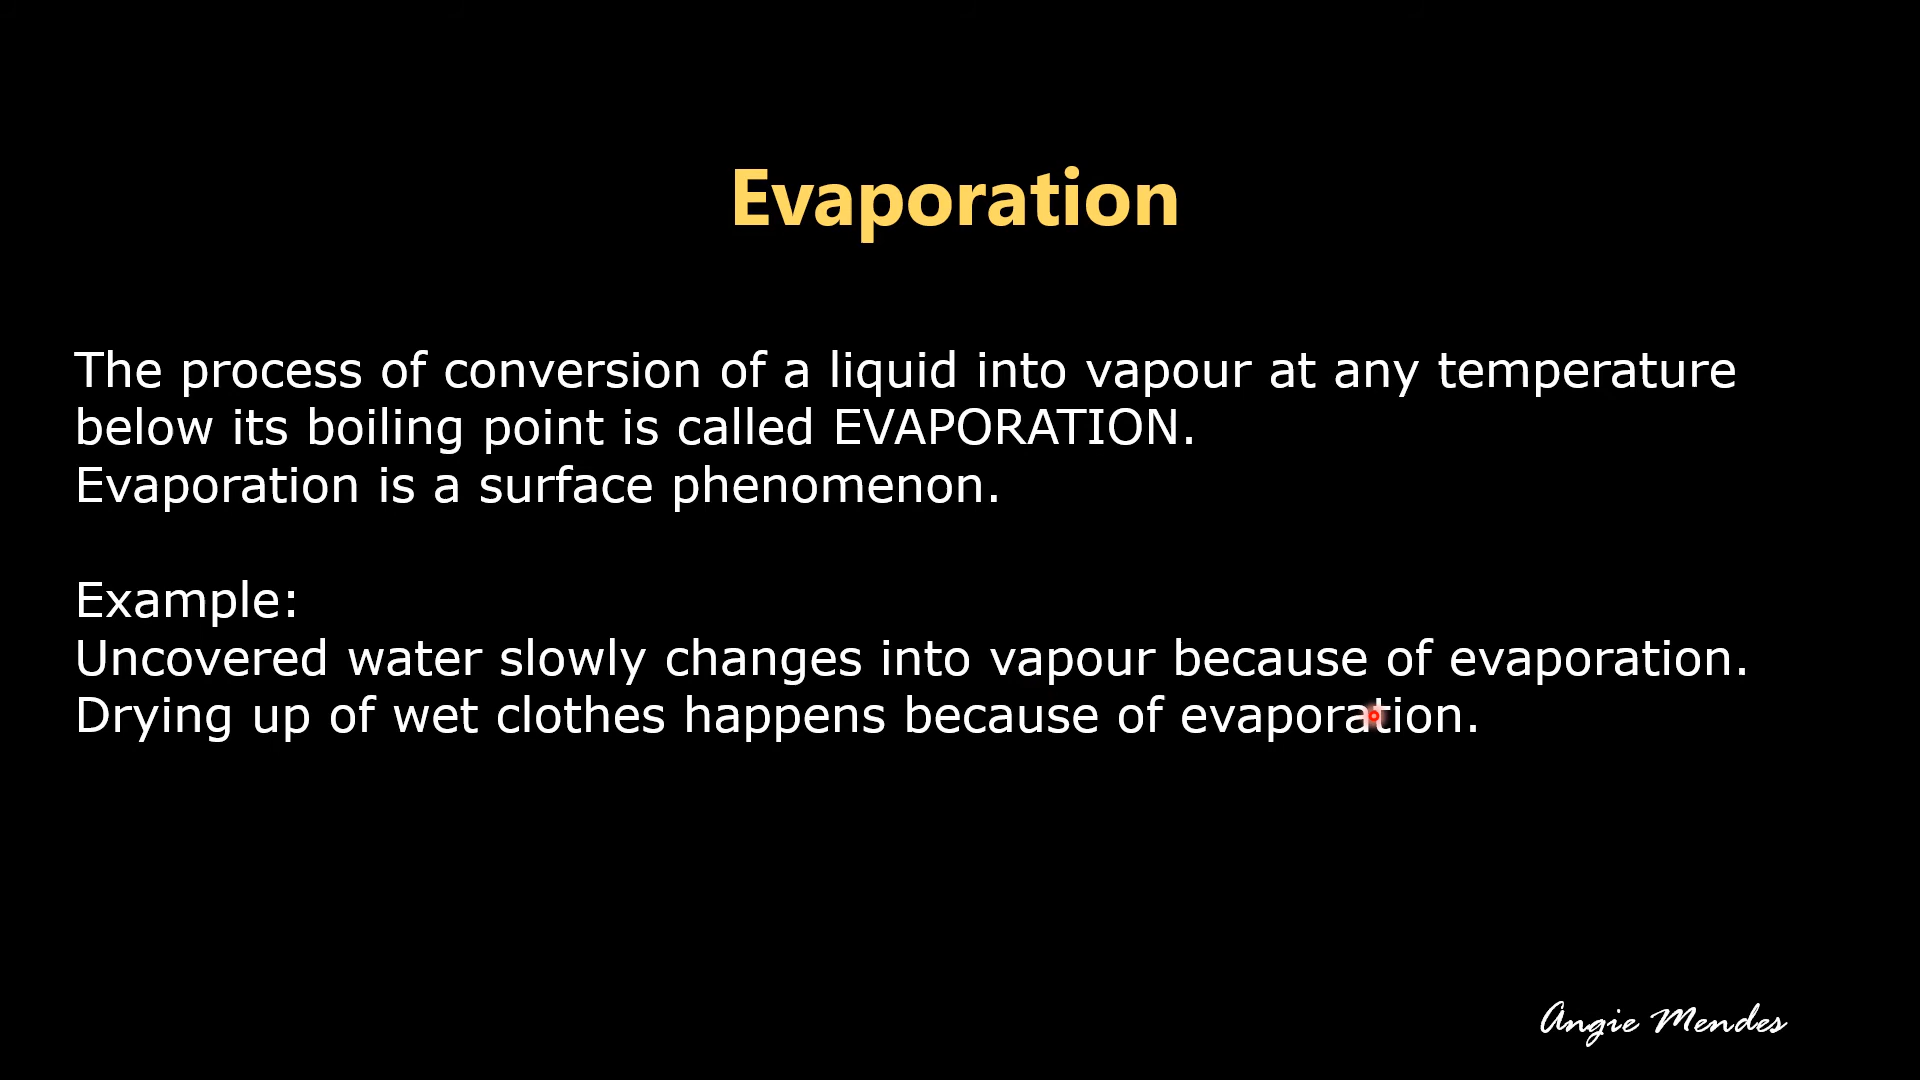 Evaporation
The process of conversion of a liquid into vapour at any temperature
below its boiling point is called EVAPORATION.
Evaporation is a surface phenomenon.
Example:
Uncovered water slowly changes into vapour because of evaporation.
Drying up of wet clothes happens because of evaporation.
Angie Mendes